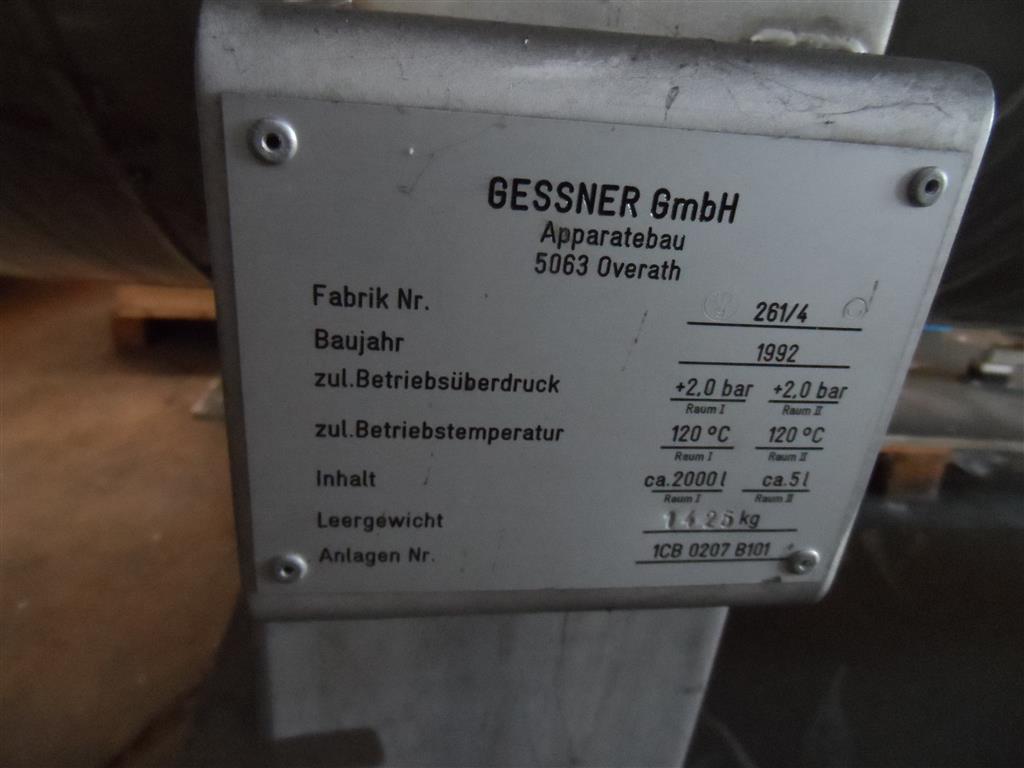 GESSNER GmbH
Apparatebau
5063 Overath
Fabrik Nr. 261/4
Baujahr 1992
zul.Betriebsüberdruck +2,0 bar +2,0 bar
Raum I Raum II
zul.Betriebstemperatur 120 °C 120 °C
Raum I Raum II
Inhalt ca.2000 l ca.5 l
Raum I Raum II
Leergewicht 1425 kg
Anlagen Nr. 1CB 0207 B101